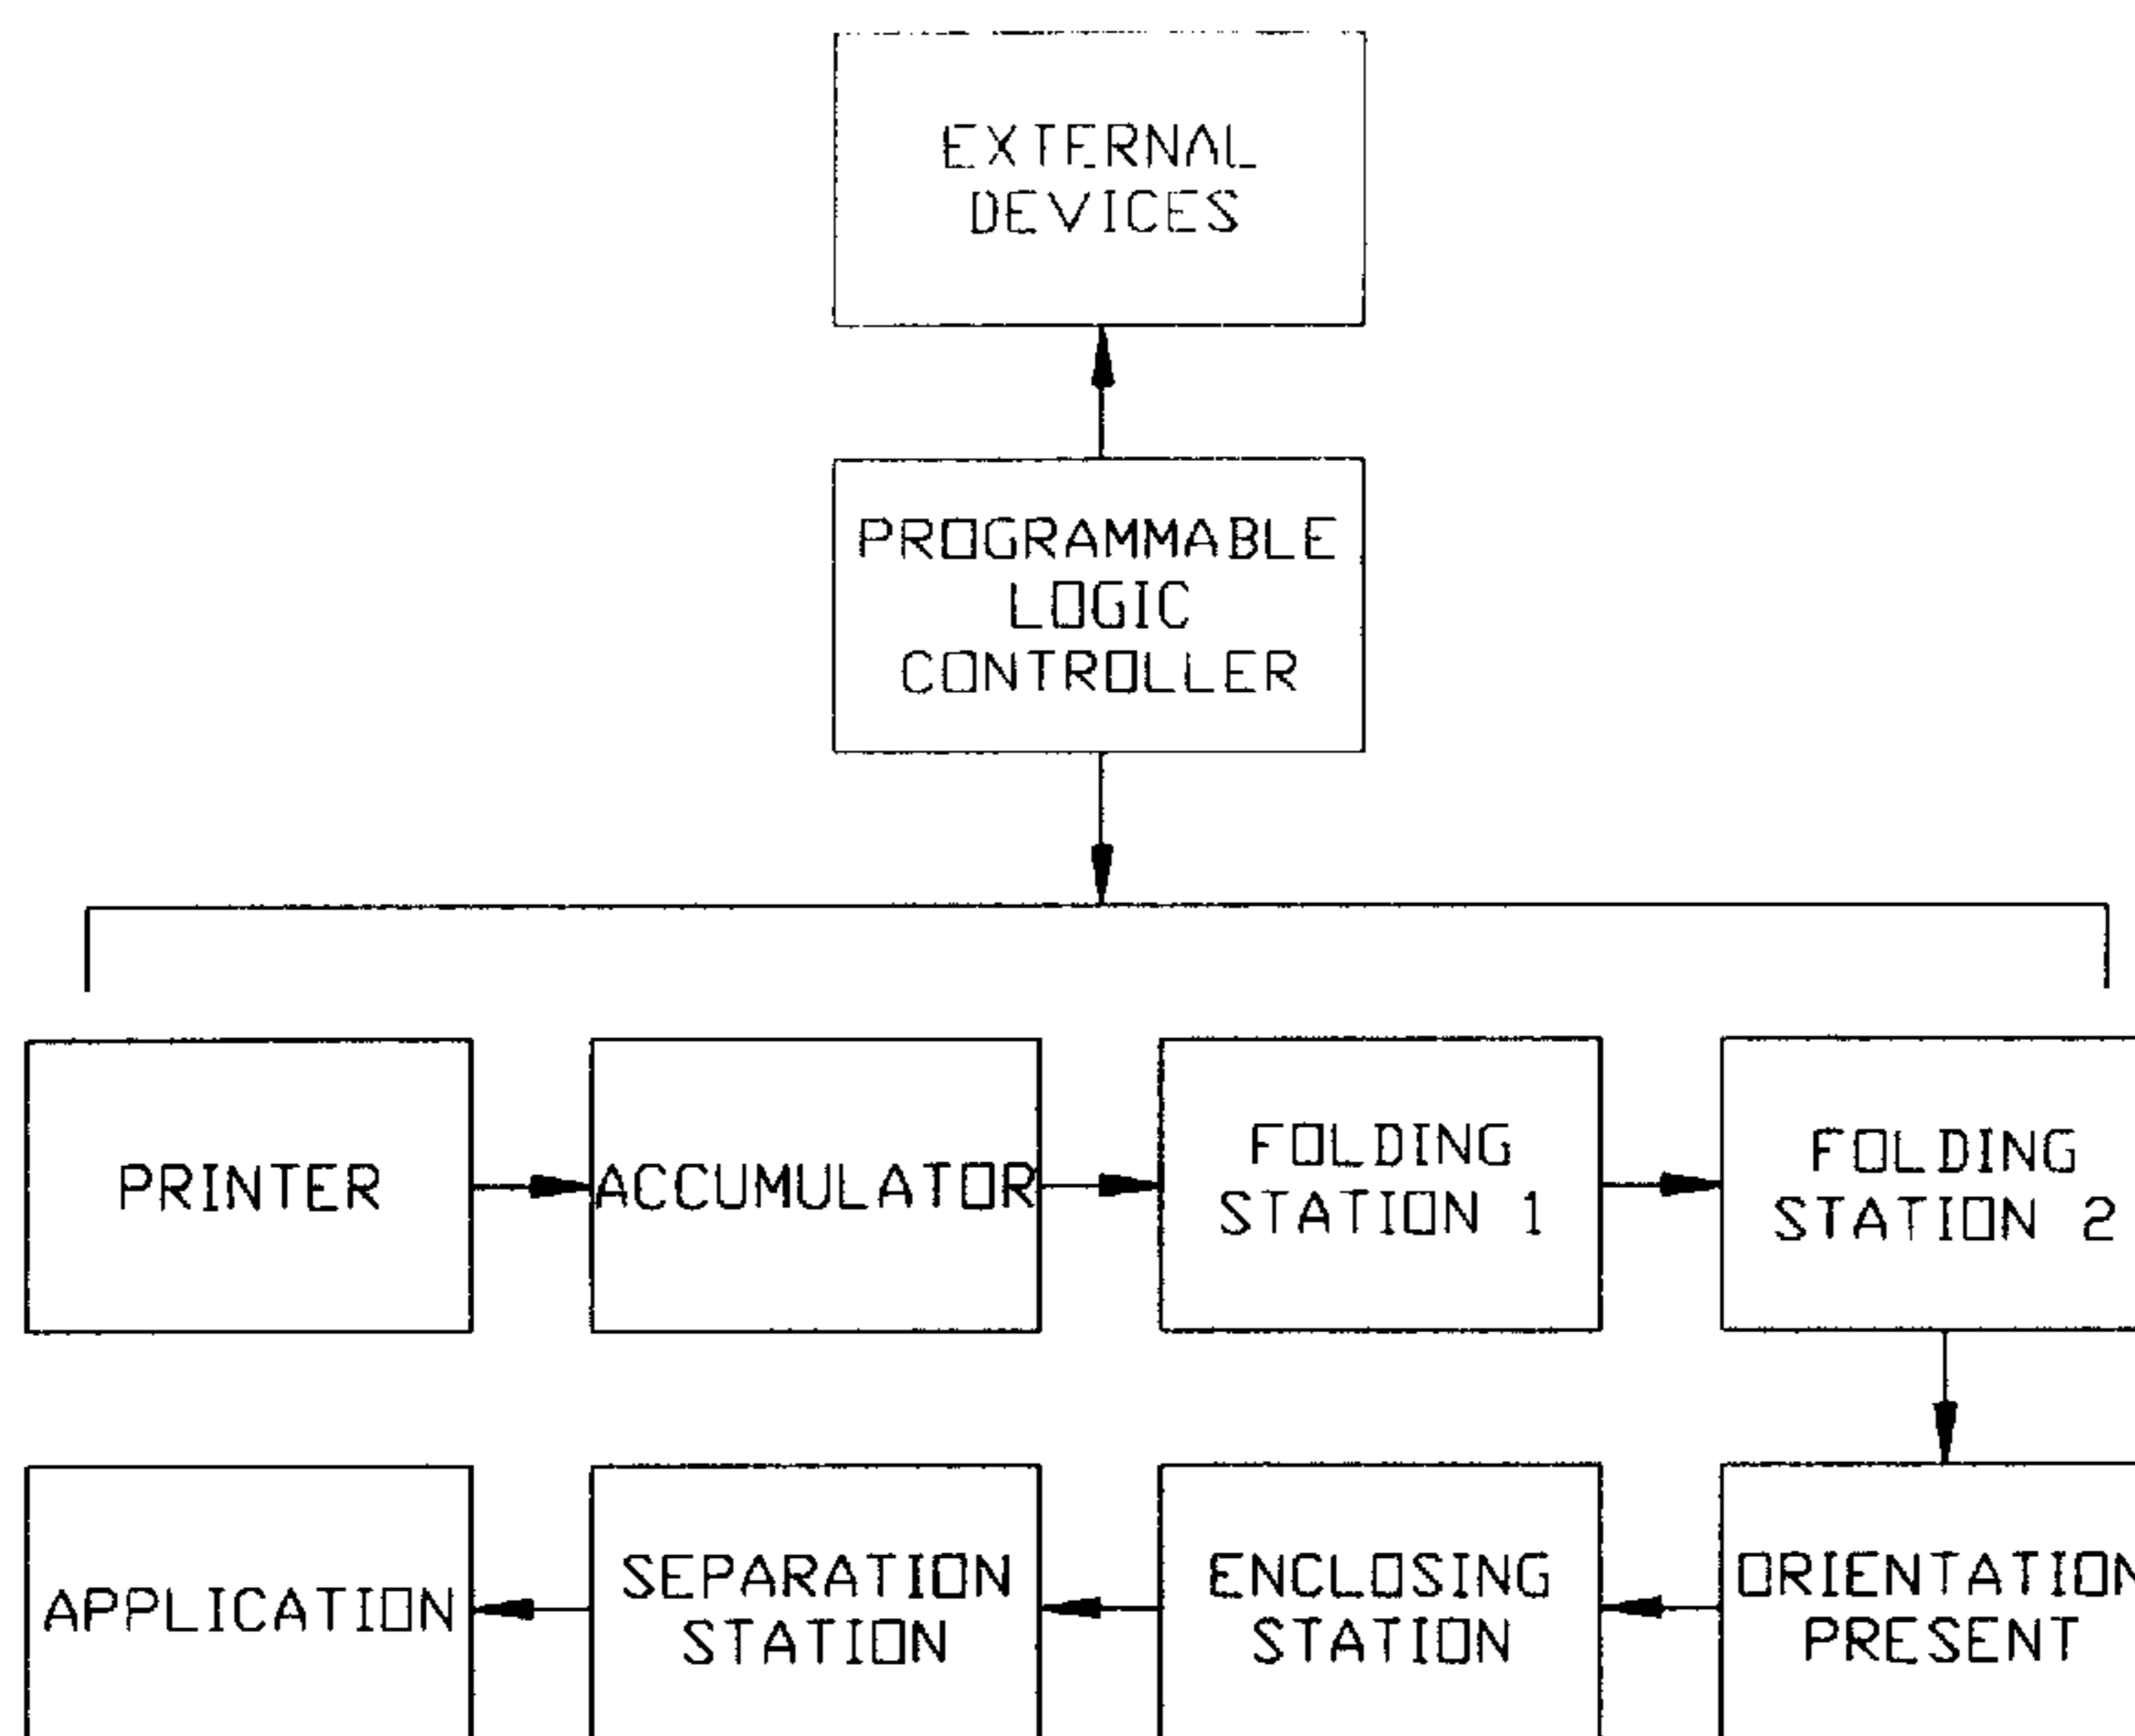 EXTERNAL
DEVICES
PROGRAMMABLE
LOGIC
CONTROLLER
PRINTER
ACCUMULATOR
FOLDING
STATION 1
FOLDING
STATION 2
APPLICATION
SEPARATION
STATION
ENCLOSING
STATION
ORIENTATION
PRESENT